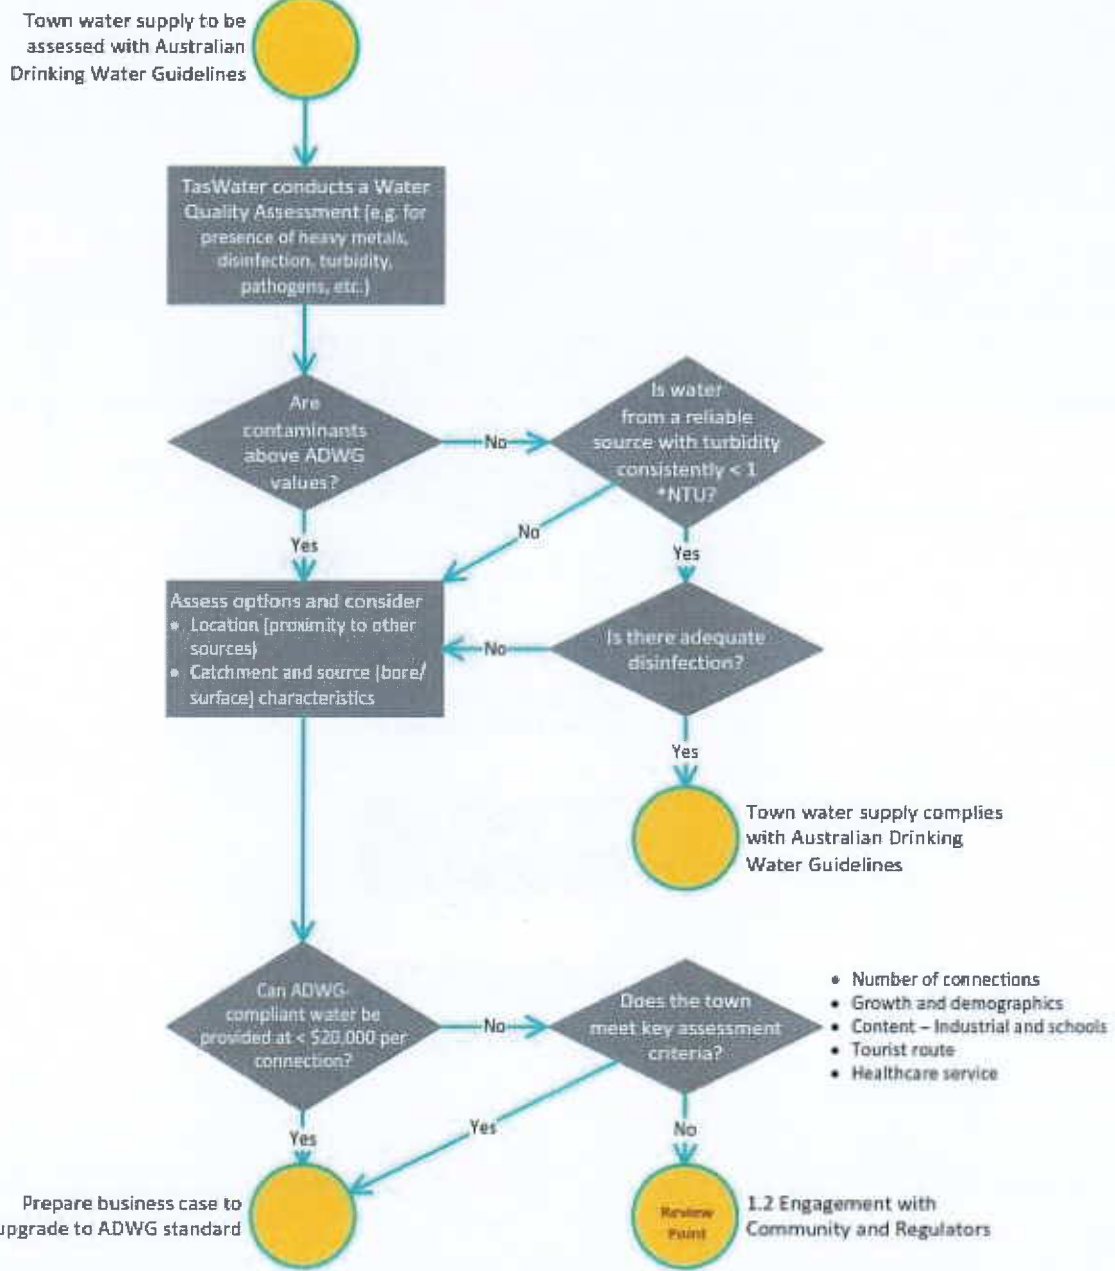 Town water supply to be
assessed with Australian
Drinking Water Guidelines
TasWater conducts a Water
Quality Assessment (e.g. for
presence of heavy metals,
disinfection, turbidity,
pathogens, etc.)
Are
contaminants
above ADWG
values?
No
Is water
from a reliable
source with turbidity
consistently < 1
*NTU?
Yes
No
Yes
Assess options and consider
• Location (proximity to other
sources)
• Catchment and source (bore/
surface) characteristics
No
Is there adequate
disinfection?
Yes
Town water supply complies
with Australian Drinking
Water Guidelines
Can ADWG-
compliant water be
provided at < $20,000 per
connection?
No
Does the town
meet key assessment
criteria?
• Number of connections
• Growth and demographics
• Content – Industrial and schools
• Tourist route
• Healthcare service
Yes
Yes
No
Prepare business case to
upgrade to ADWG standard
Review
Point
1.2 Engagement with
Community and Regulators